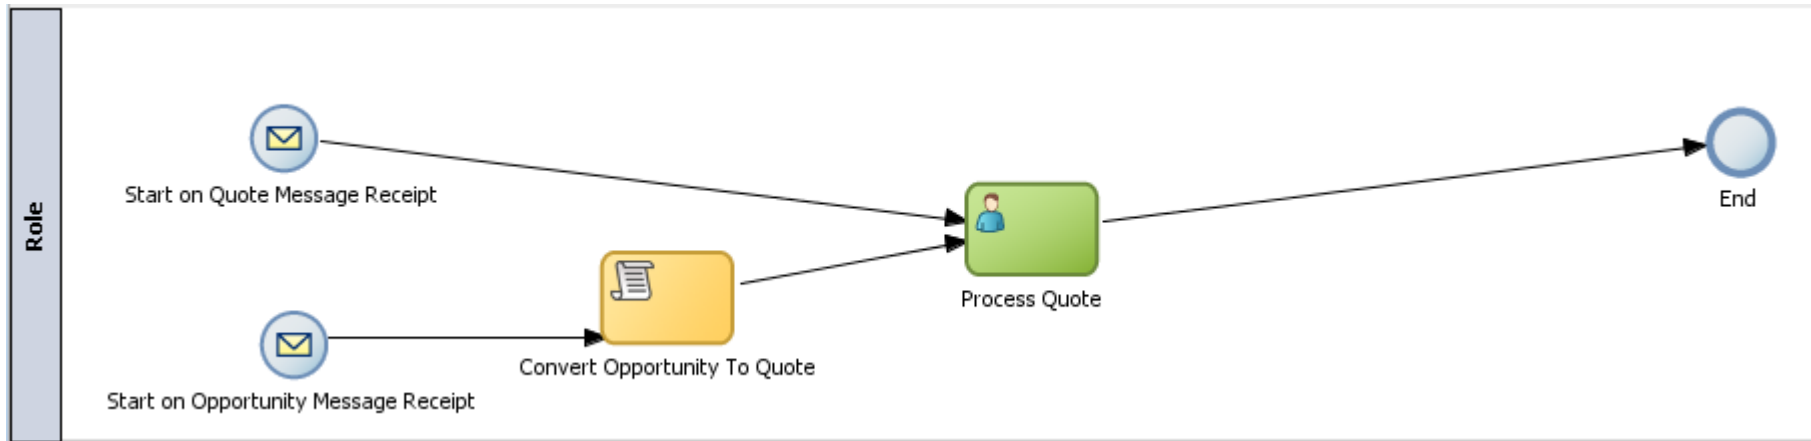 Role
Start on Quote Message Receipt
End
Process Quote
Convert Opportunity To Quote
Start on Opportunity Message Receipt